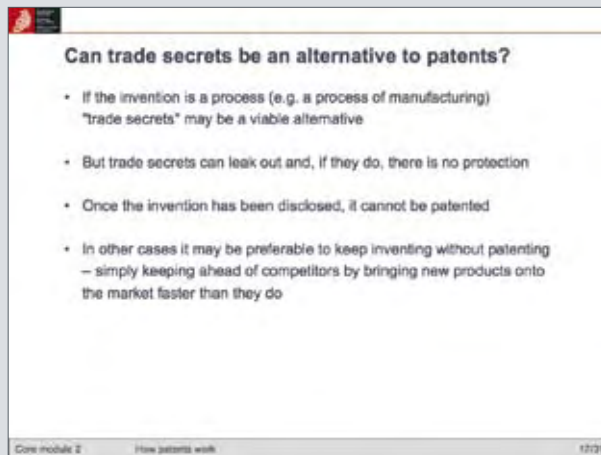 Can trade secrets be an alternative to patents?
• If the invention is a process (e.g. a process of manufacturing)
"trade secrets" may be a viable alternative
• But trade secrets can leak out and, if they do, there is no protection
• Once the invention has been disclosed, it cannot be patented
• In other cases it may be preferable to keep inventing without patenting
– simply keeping ahead of competitors by bringing new products onto
the market faster than they do
Core module 2 How patents work